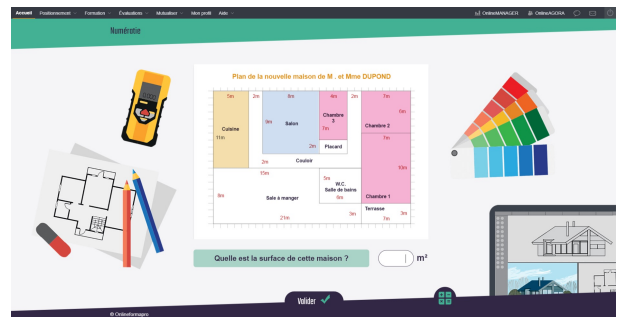 Accueil Positionnement Formation Évaluations Mutualiser Mon profil Aide OnlineMANAGER OnlineAGORA
Numératie
Plan de la nouvelle maison de M . et Mme DUPOND
5m 2m 8m 4m 2m 7m
6m
Chambre
3
9m Salon
Cuisine
7m
Chambre 2
11m
7m
2m Placard
2m Couloir
15m
10m
5m
W.C.
Salle de bains
8m Sale à manger 6m Chambre 1
Terrasse
21m 3m 7m 3m
Quelle est la surface de cette maison ? m²
Valider
© Onlineformapro